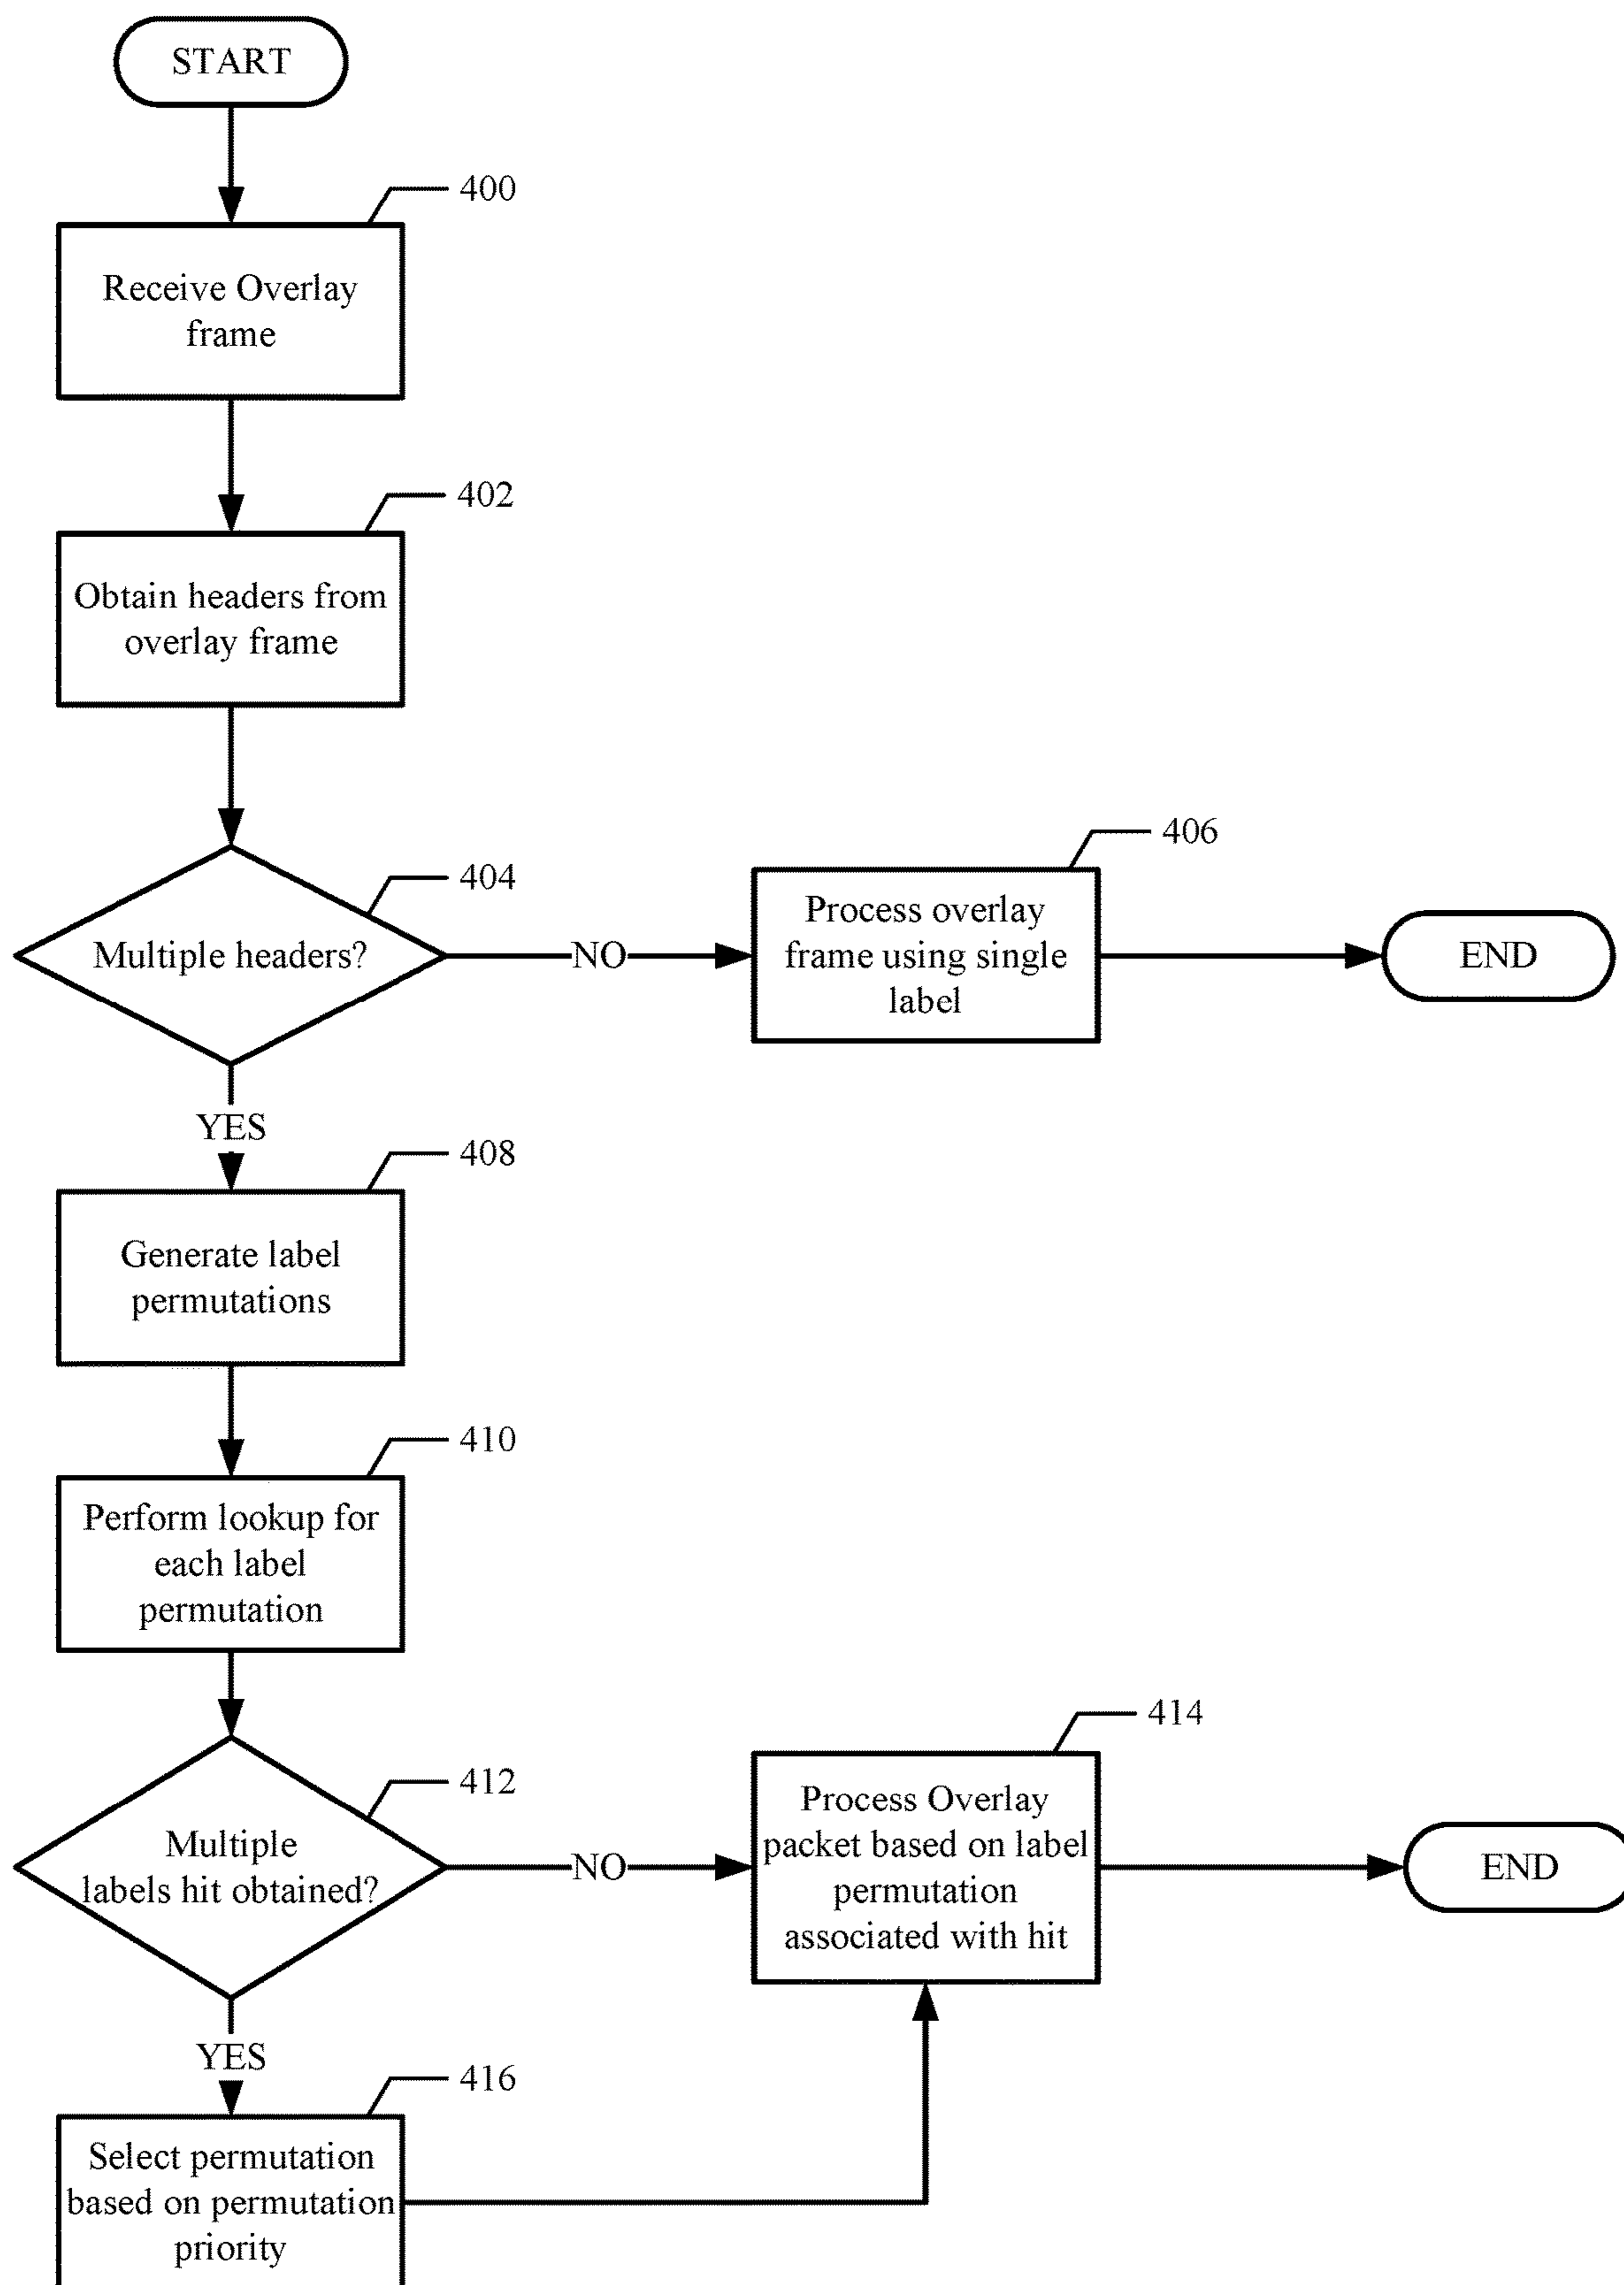 START
400
Receive Overlay
frame
402
Obtain headers from
overlay frame
404
Multiple headers?
NO
406
Process overlay
frame using single
label
END
YES
408
Generate label
permutations
410
Perform lookup for
each label
permutation
412
Multiple
labels hit obtained?
NO
414
Process Overlay
packet based on label
permutation
associated with hit
END
YES
416
Select permutation
based on permutation
priority